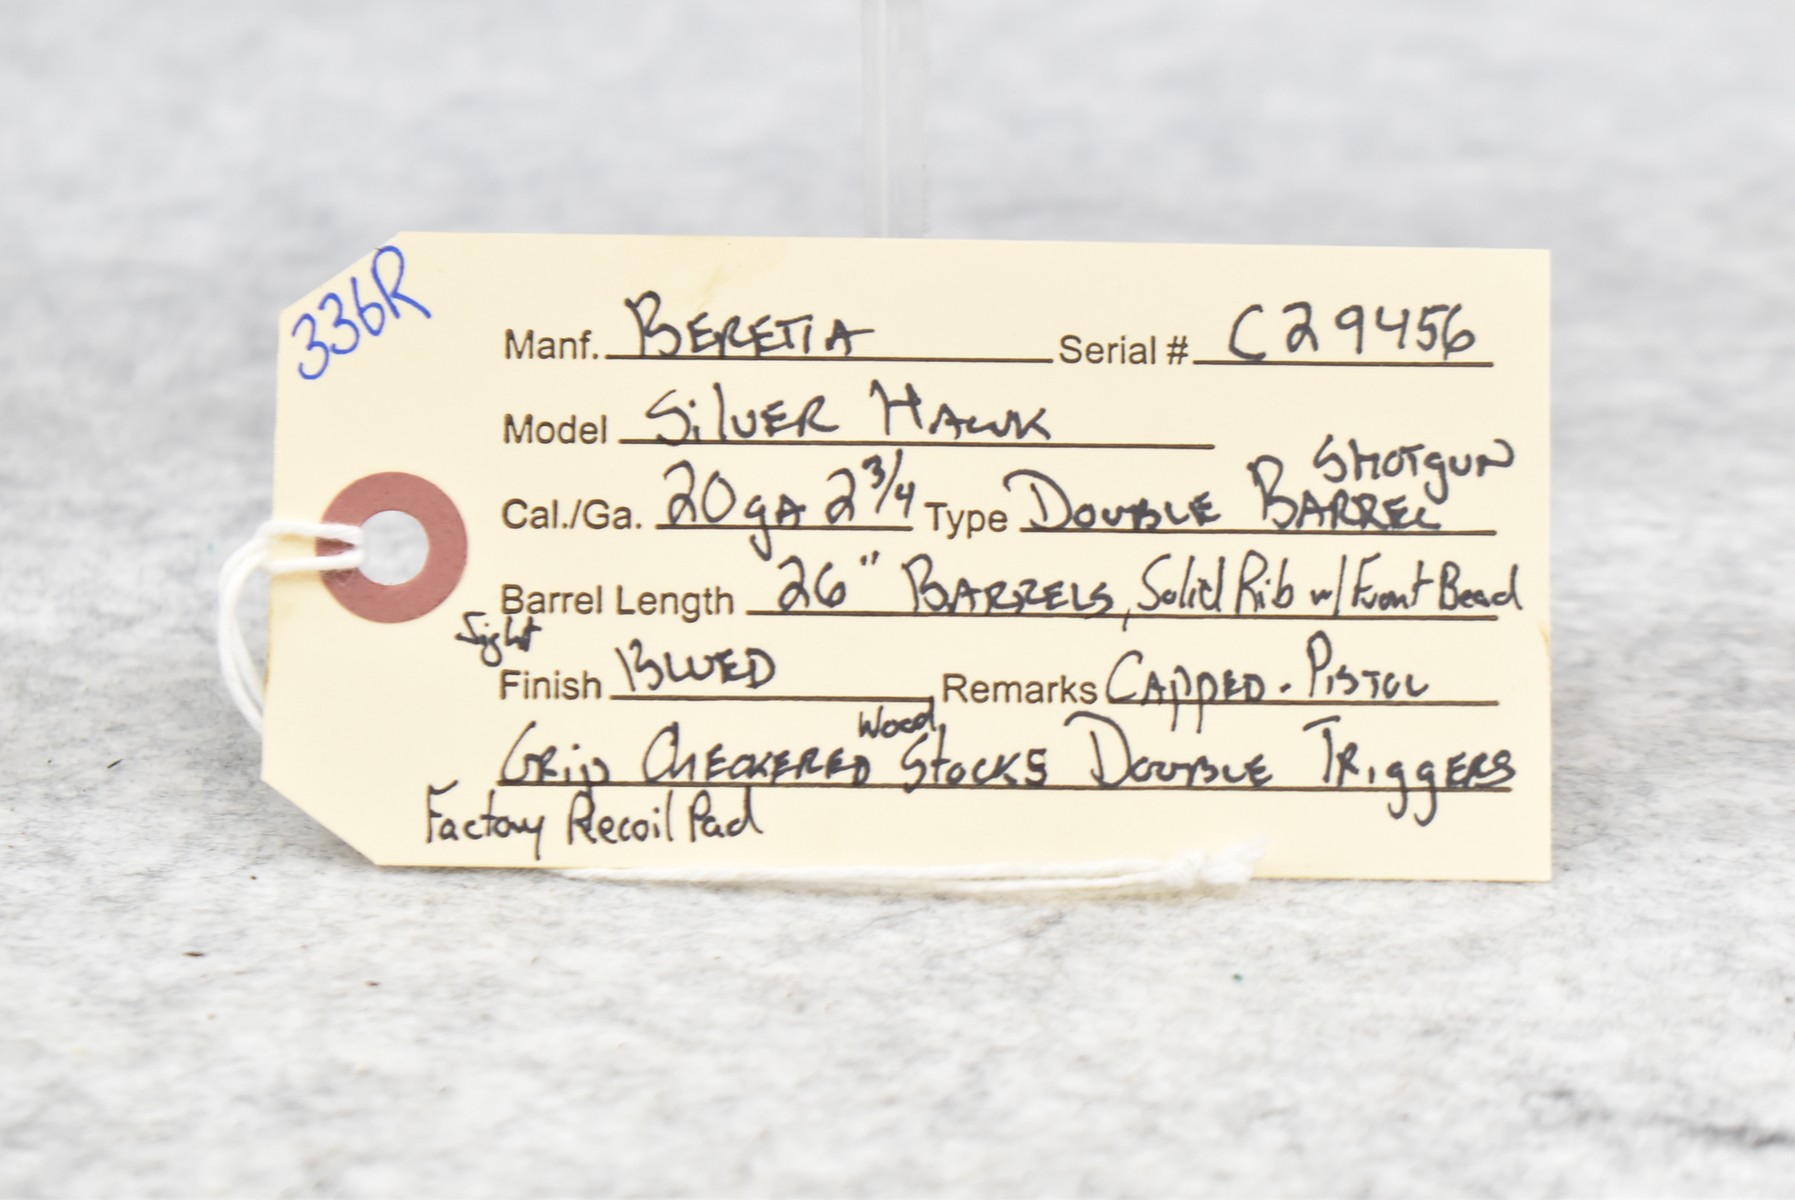 336R
Manf. BERETTA Serial # C29456
Model SilVER HAWK
Cal./Ga. 20gA 2 3/4 Type DOUBLE BARREL SHOTgUN
Barrel Length 26" BARRELS, Solid Rib w/ Front Bead
Sight
Finish BLUED Remarks CAppED. PISTOL
GRip CHECKERED Wood StOCKS DOUBLE TRiggERS
Factory Recoil Pad